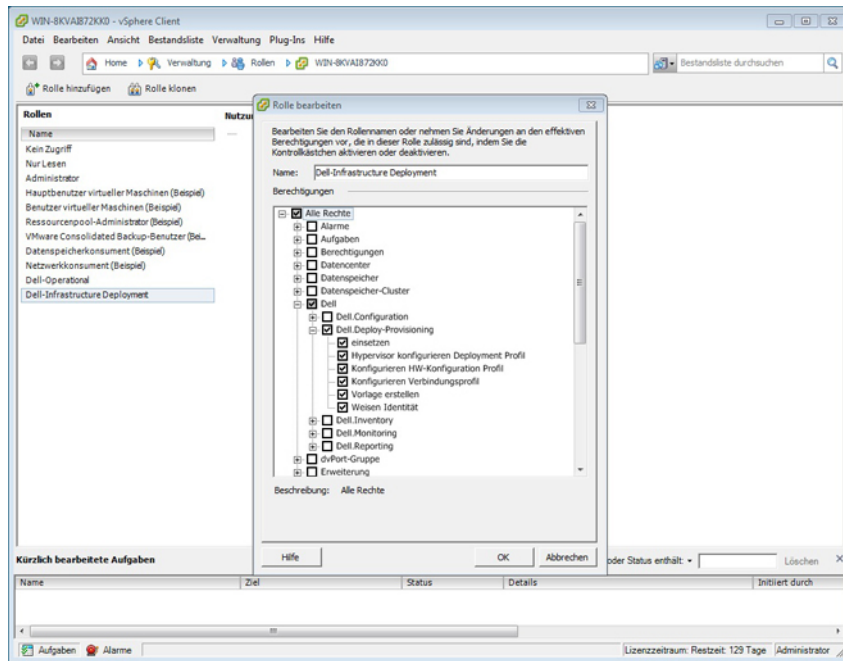 WIN-8KVAIB72KK0 - vSphere Client
Datei Bearbeiten Ansicht Bestandsliste Verwaltung Plug-Ins Hilfe
Home Verwaltung Rollen WIN-8KVAIB72KK0
Bestandsliste durchsuchen
Rolle hinzufügen Rolle klonen
Rollen
Name
Kein Zugriff
Nur Lesen
Administrator
Hauptbenutzer virtueller Maschinen (Beispiel)
Benutzer virtueller Maschinen (Beispiel)
Ressourcenpool-Administrator (Beispiel)
VMware Consolidated Backup-Benutzer (Bei...
Datenspeicherkonsument (Beispiel)
Netzwerkkonsument (Beispiel)
Dell-Operational
Dell-Infrastructure Deployment
Nutzu
Rolle bearbeiten
Bearbeiten Sie den Rollennamen oder nehmen Sie Änderungen an den effektiven
Berechtigungen vor, die in dieser Rolle zulässig sind, indem Sie die
Kontrollkästchen aktivieren oder deaktivieren.
Name: Dell-Infrastructure Deployment
Berechtigungen
Alle Rechte
Alarme
Aufgaben
Berechtigungen
Datencenter
Datenspeicher
Datenspeicher-Cluster
Dell
Dell.Configuration
Dell.Deploy-Provisioning
einsetzen
Hypervisor konfigurieren Deployment Profil
Konfigurieren HW-Konfiguration Profil
Konfigurieren Verbindungsprofil
Vorlage erstellen
Weisen Identität
Dell.Inventory
Dell.Monitoring
Dell.Reporting
dvPort-Gruppe
Erweiterung
Beschreibung: Alle Rechte
Hilfe OK Abbrechen
Kürzlich bearbeitete Aufgaben
oder Status enthält: Löschen
Name Ziel Status Details Initiiert durch
Aufgaben Alarme
Lizenzzeitraum: Restzeit: 129 Tage Administrator